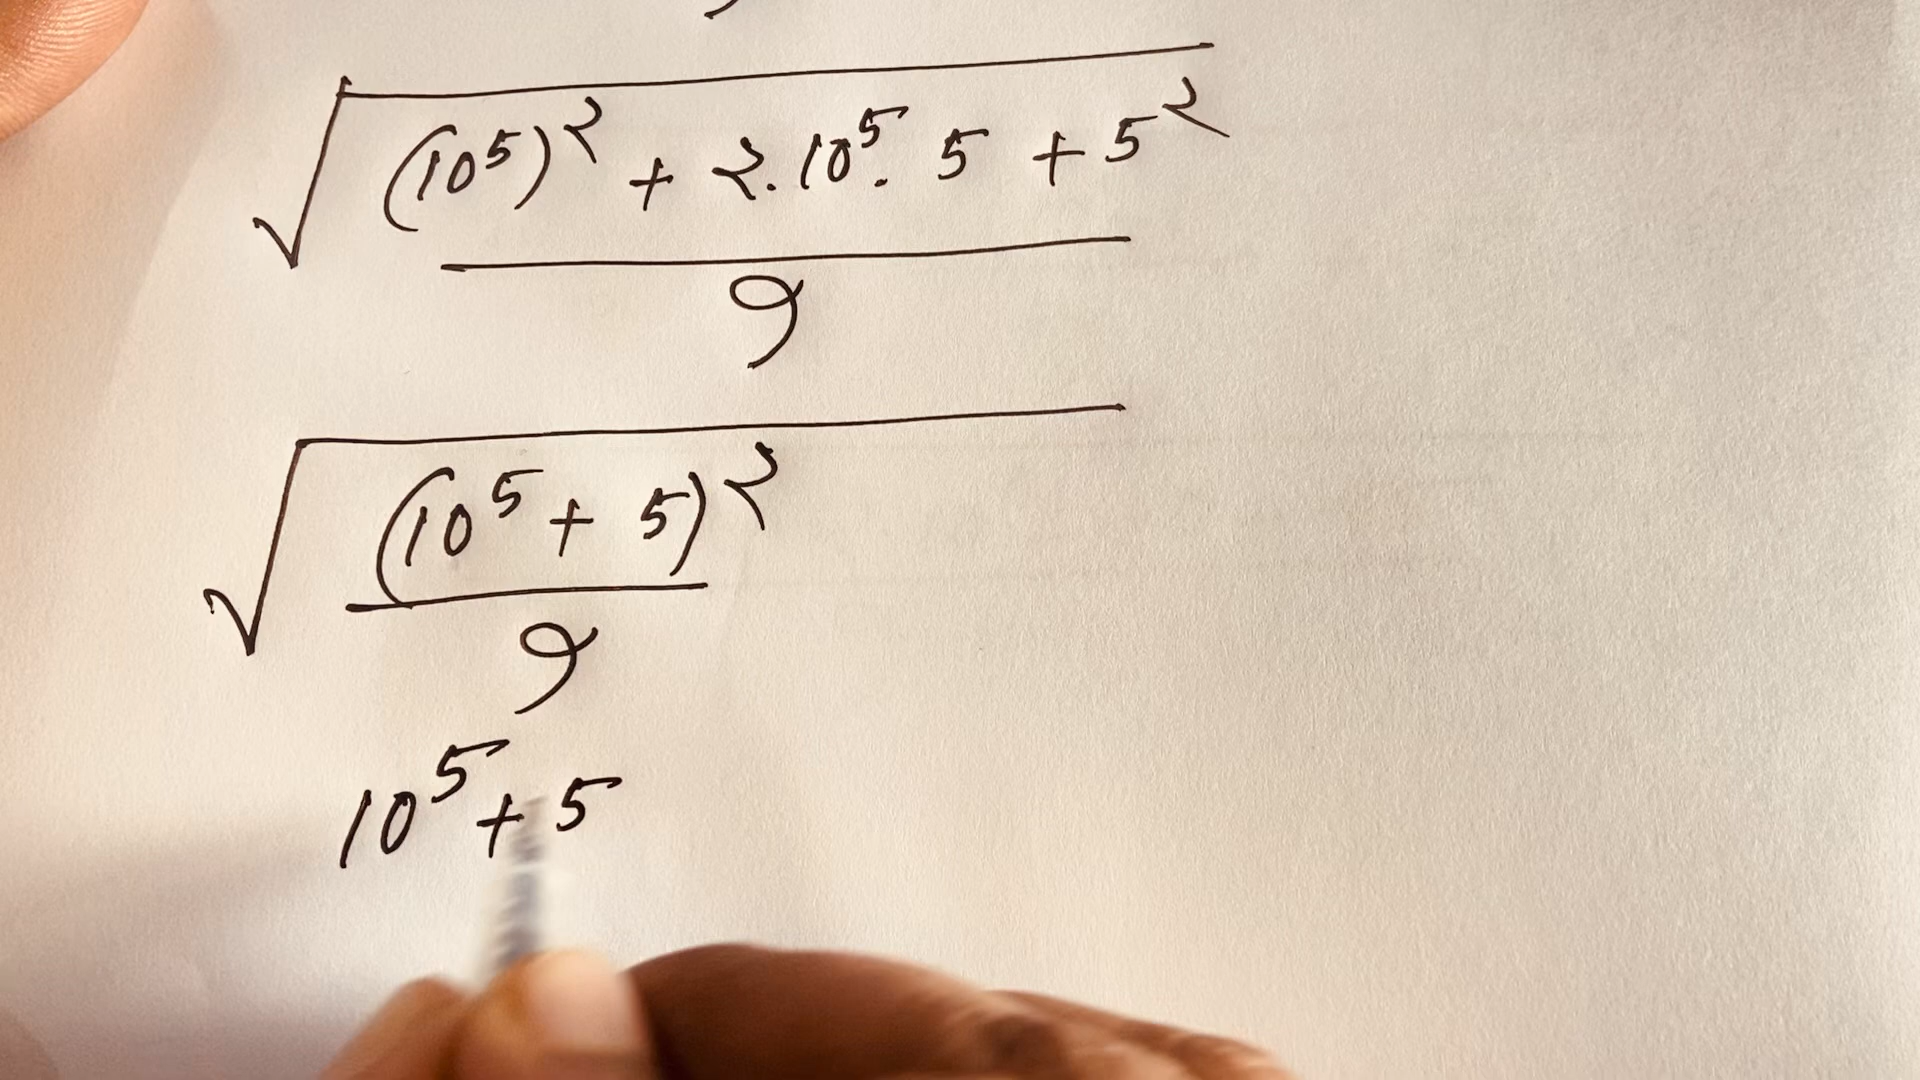 √(10⁵)² + 2.10⁵. 5 + 5²
9
√(10⁵ + 5)²
9
10⁵ + 5